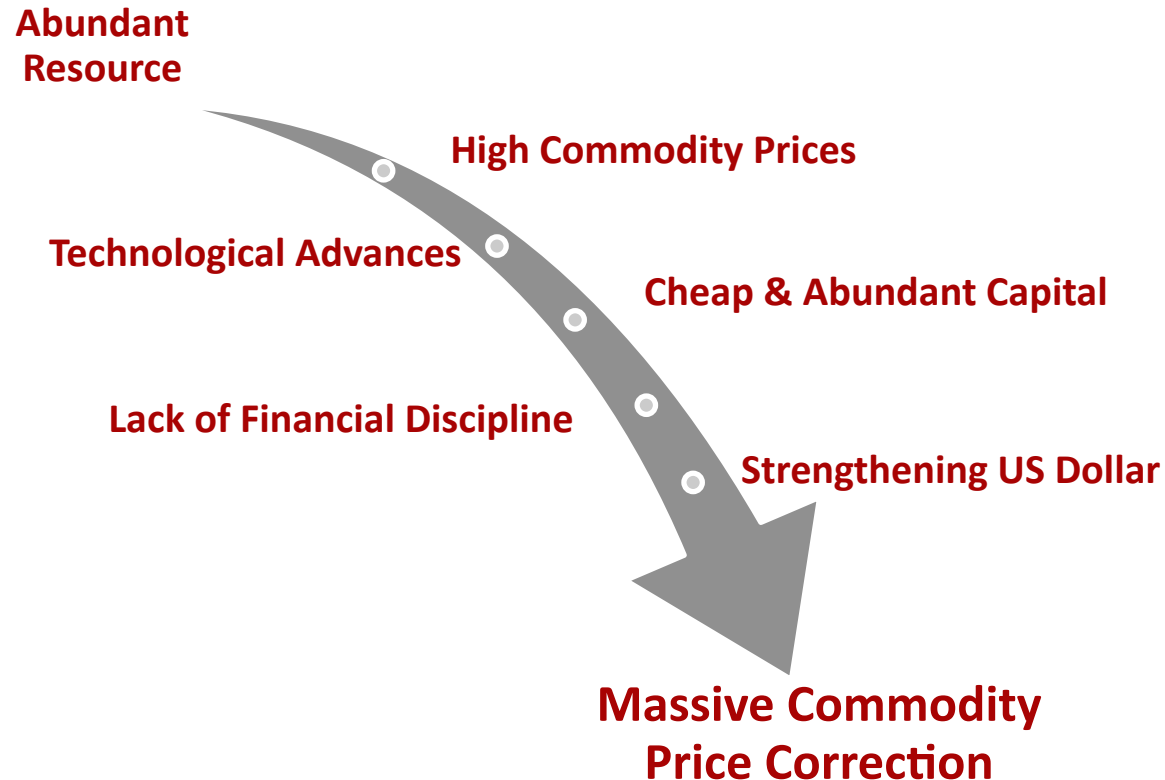 Abundant
Resource
High Commodity Prices
Technological Advances
Cheap & Abundant Capital
Lack of Financial Discipline
Strengthening US Dollar
Massive Commodity
Price Correction